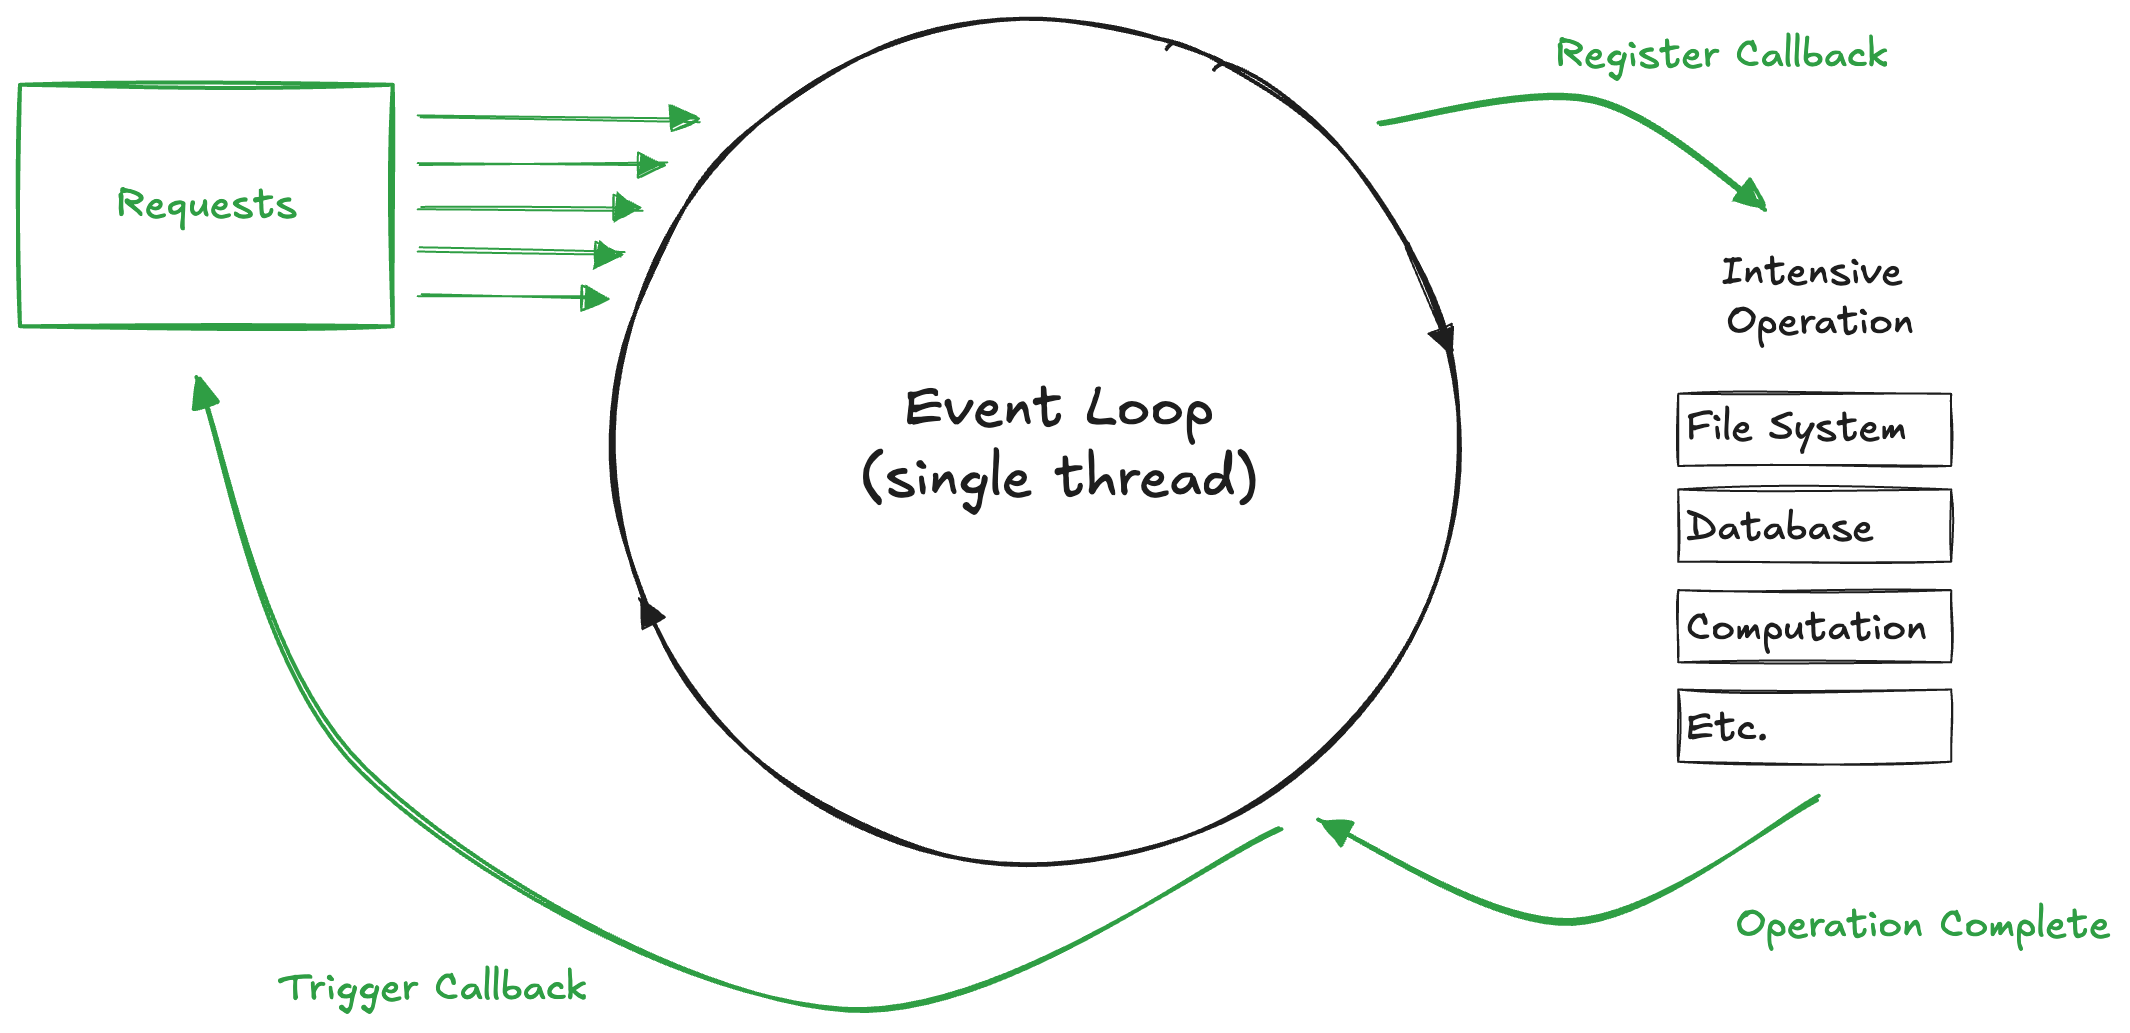 Register Callback
Requests
Intensive
Operation
Event Loop
(single thread)
File System
Database
Computation
Etc.
Operation Complete
Trigger Callback